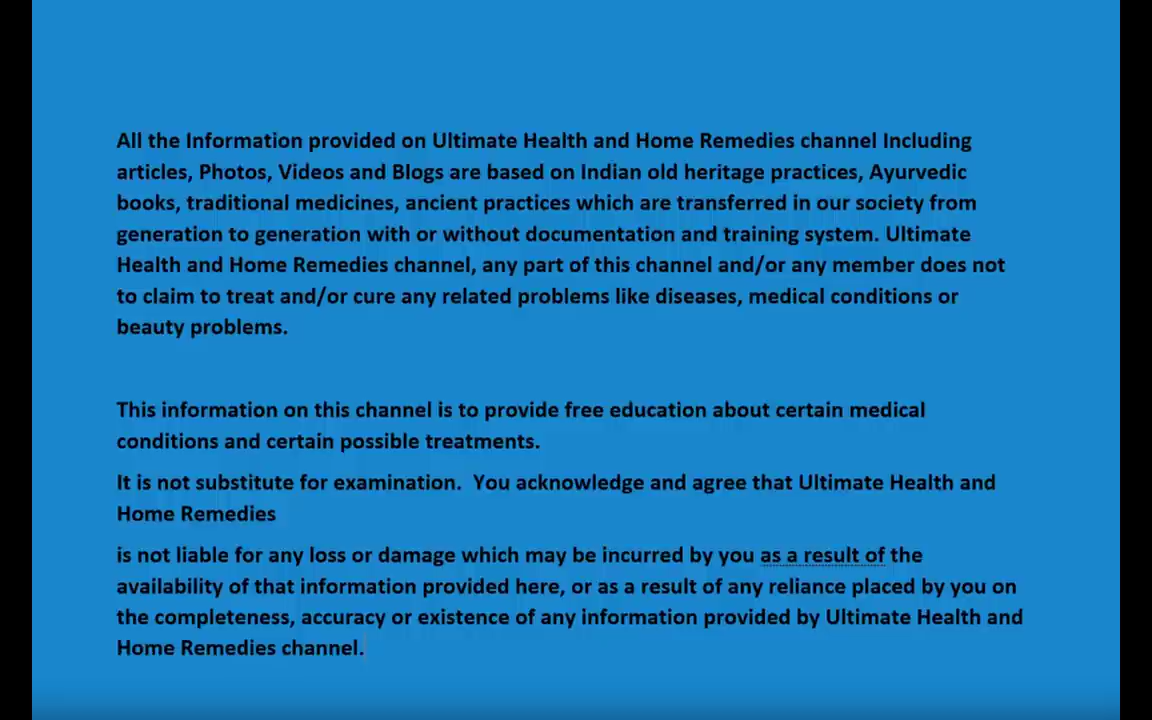 All the Information provided on Ultimate Health and Home Remedies channel Including
articles, Photos, Videos and Blogs are based on Indian old heritage practices, Ayurvedic
books, traditional medicines, ancient practices which are transferred in our society from
generation to generation with or without documentation and training system. Ultimate
Health and Home Remedies channel, any part of this channel and/or any member does not
to claim to treat and/or cure any related problems like diseases, medical conditions or
beauty problems.
This information on this channel is to provide free education about certain medical
conditions and certain possible treatments.
It is not substitute for examination.  You acknowledge and agree that Ultimate Health and
Home Remedies
is not liable for any loss or damage which may be incurred by you as a result of the
availability of that information provided here, or as a result of any reliance placed by you on
the completeness, accuracy or existence of any information provided by Ultimate Health and
Home Remedies channel.